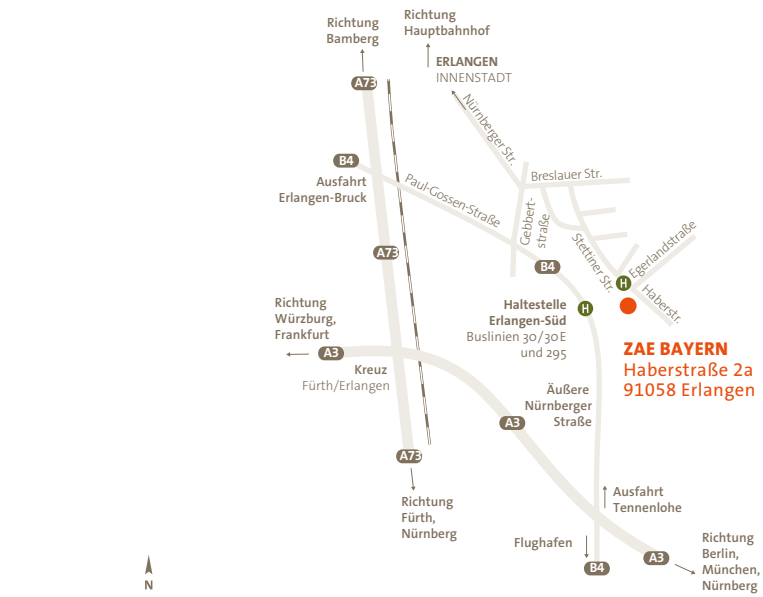 Richtung
Bamberg
Richtung
Hauptbahnhof
ERLANGEN
INNENSTADT
A73
Nürnberger Str.
B4
Ausfahrt
Erlangen-Bruck
Paul-Gossen-Straße
Breslauer Str.
Gebbert-
straße
Stettiner Str.
Egerlandstraße
Haberstr.
A73
B4
H
H
Haltestelle
Erlangen-Süd
Buslinien 30/30E
und 295
Richtung
Würzburg,
Frankfurt
A3
Kreuz
Fürth/Erlangen
ZAE BAYERN
Haberstraße 2a
91058 Erlangen
Äußere
Nürnberger
Straße
A3
A73
Richtung
Fürth,
Nürnberg
Ausfahrt
Tennenlohe
Flughafen
B4
A3
Richtung
Berlin,
München,
Nürnberg
N